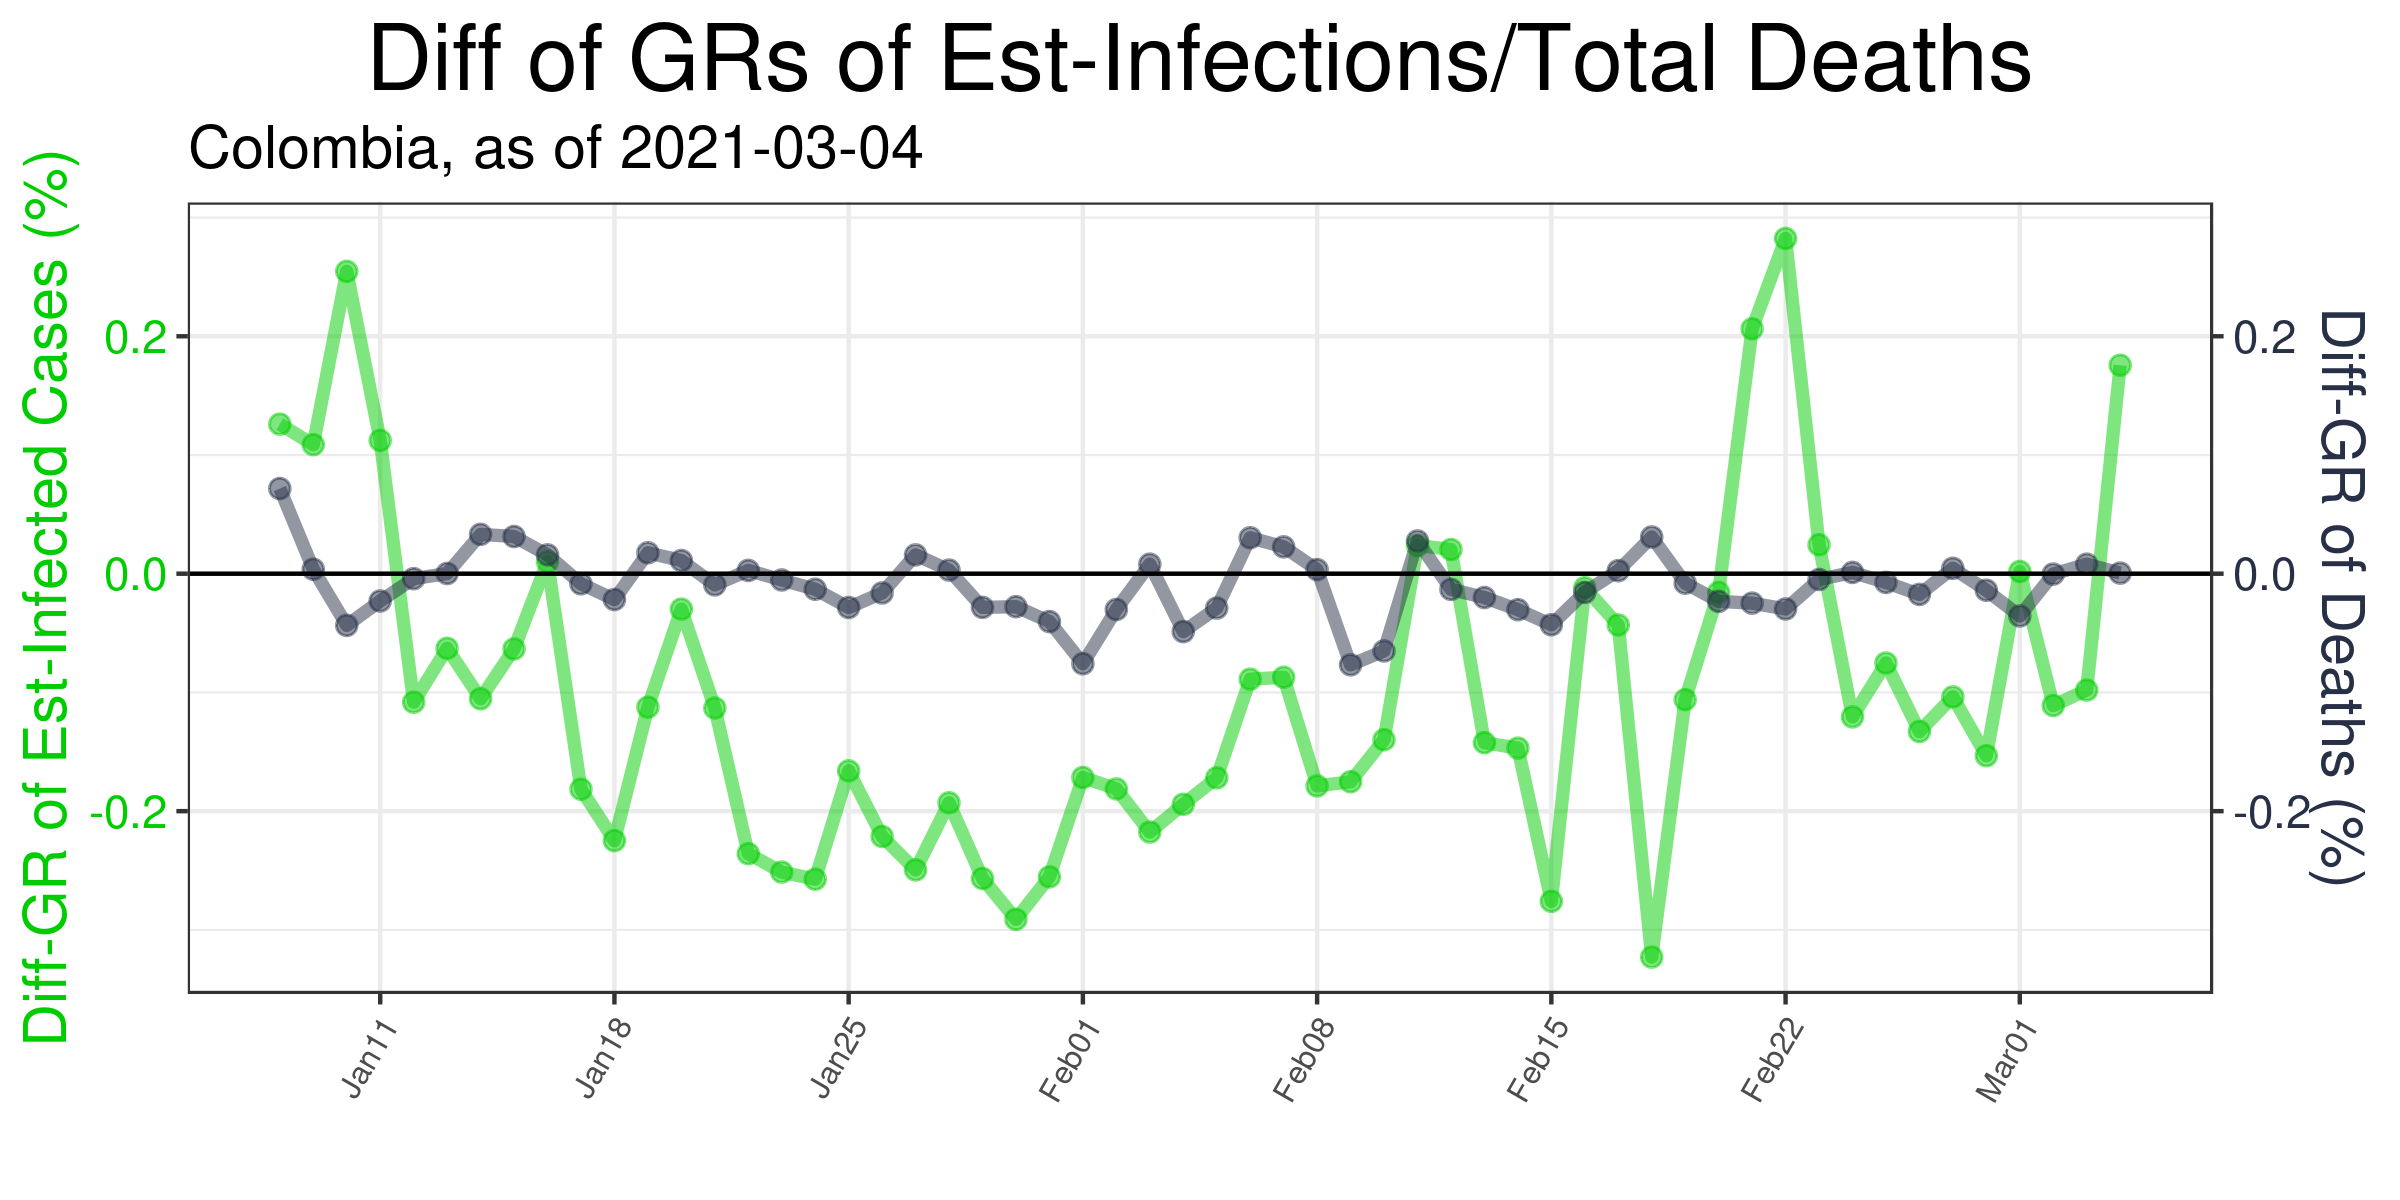 Diff of GRs of Est-Infections/Total Deaths
Colombia, as of 2021-03-04
Diff-GR of Est-Infected Cases (%)
0.2
0.0
-0.2
0.2
0.0
-0.2
Diff-GR of Deaths (%)
Jan11
Jan18
Jan25
Feb01
Feb08
Feb15
Feb22
Mar01